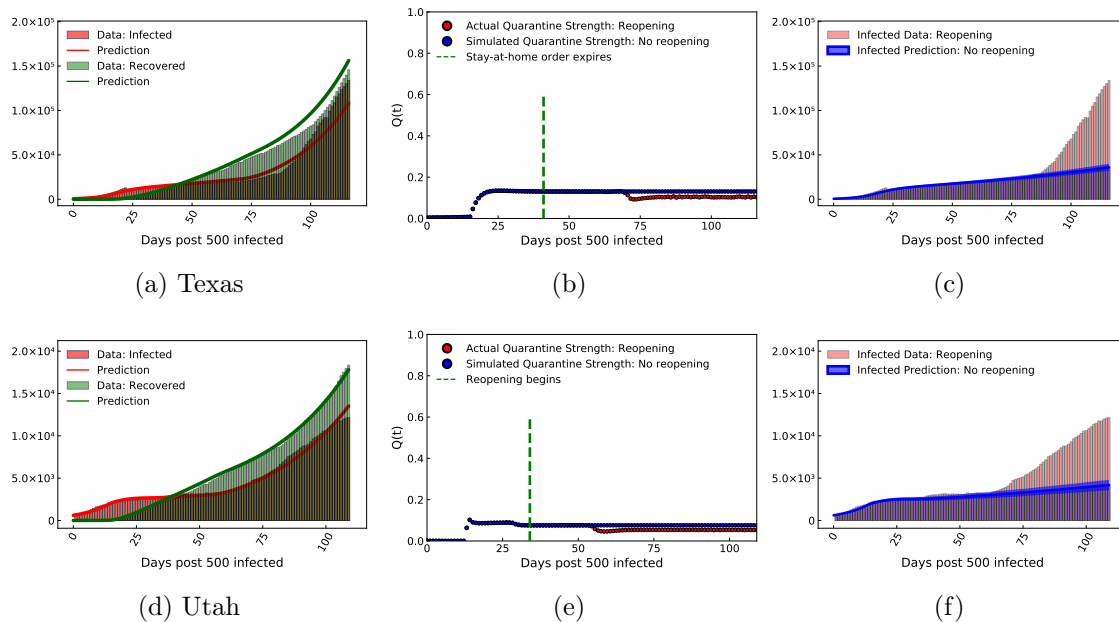 2.0×10⁵
1.5×10⁵
1.0×10⁵
5.0×10⁴
0
Data: Infected
Prediction
Data: Recovered
Prediction
0
25
50
75
100
Days post 500 infected
(a) Texas
1.0
0.8
0.6
0.4
0.2
0.0
Q(t)
Actual Quarantine Strength: Reopening
Simulated Quarantine Strength: No reopening
Stay-at-home order expires
0
25
50
75
100
Days post 500 infected
(b)
2.0×10⁵
1.5×10⁵
1.0×10⁵
5.0×10⁴
0
Infected Data: Reopening
Infected Prediction: No reopening
0
25
50
75
100
Days post 500 infected
(c)
2.0×10⁴
1.5×10⁴
1.0×10⁴
5.0×10³
0
Data: Infected
Prediction
Data: Recovered
Prediction
0
25
50
75
100
Days post 500 infected
(d) Utah
1.0
0.8
0.6
0.4
0.2
0.0
Q(t)
Actual Quarantine Strength: Reopening
Simulated Quarantine Strength: No reopening
Reopening begins
0
25
50
75
100
Days post 500 infected
(e)
2.0×10⁴
1.5×10⁴
1.0×10⁴
5.0×10³
0
Infected Data: Reopening
Infected Prediction: No reopening
0
25
50
75
100
Days post 500 infected
(f)